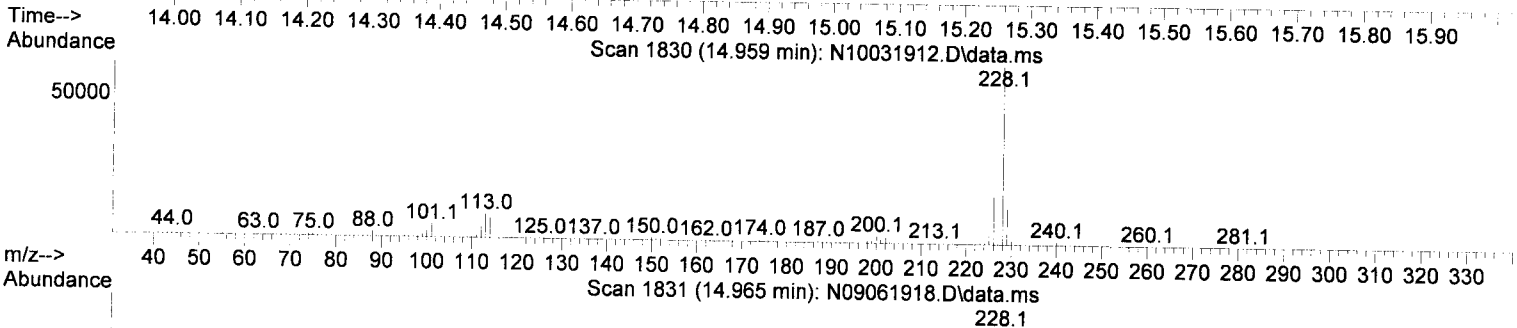 Time--> 14.00 14.10 14.20 14.30 14.40 14.50 14.60 14.70 14.80 14.90 15.00 15.10 15.20 15.30 15.40 15.50 15.60 15.70 15.80 15.90
Abundance
Scan 1830 (14.959 min): N10031912.D\data.ms
228.1
50000
44.0 63.0 75.0 88.0 101.1 113.0 125.0 137.0 150.0 162.0 174.0 187.0 200.1 213.1 240.1 260.1 281.1
m/z--> 40 50 60 70 80 90 100 110 120 130 140 150 160 170 180 190 200 210 220 230 240 250 260 270 280 290 300 310 320 330
Abundance
Scan 1831 (14.965 min): N09061918.D\data.ms
228.1